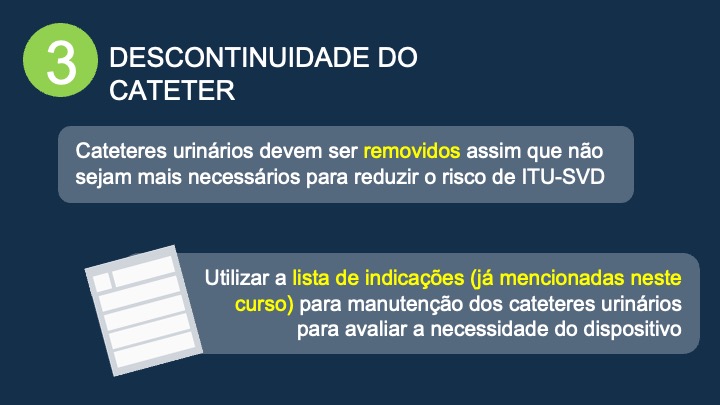 3
DESCONTINUIDADE DO
CATETER
Cateteres urinários devem ser removidos assim que não
sejam mais necessários para reduzir o risco de ITU-SVD
Utilizar a lista de indicações (já mencionadas neste
curso) para manutenção dos cateteres urinários
para avaliar a necessidade do dispositivo